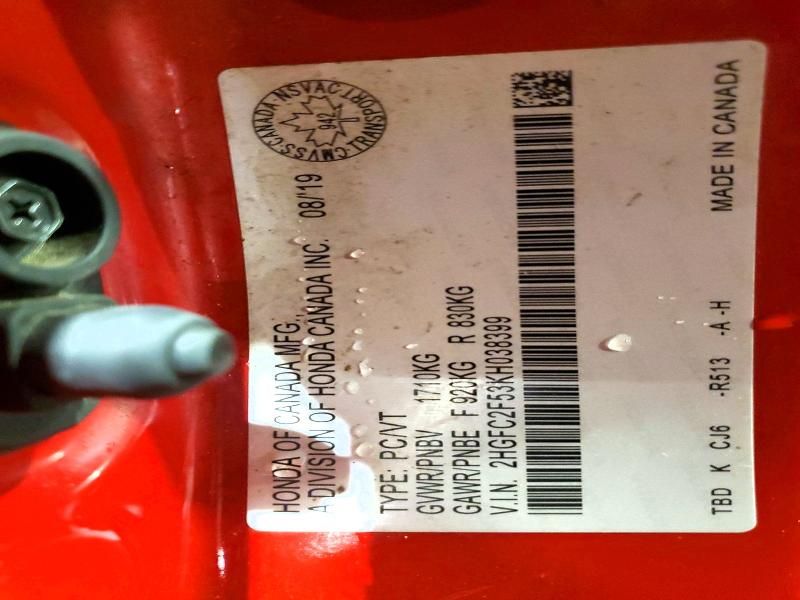 HONDA OF CANADA MFG.
A DIVISION OF HONDA CANADA INC. 08/'19
CANADA NSVAC TRANSPORT CMVSS
942
TYPE: PC/VT
GVWR/PNBV 1710KG
GAWR/PNBE F 920KG R 830KG
V.I.N. 2HGFC2F53KH038399
TBD K CJ6 -R513 -A -H MADE IN CANADA